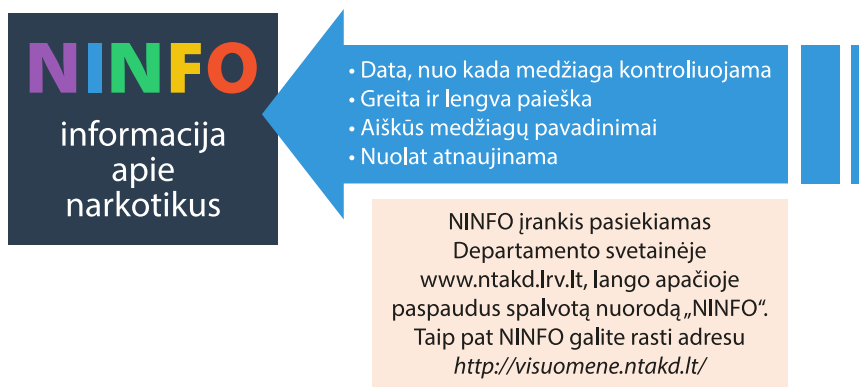 NINFO
informacija
apie
narkotikus
• Data, nuo kada medžiaga kontroliuojama
• Greita ir lengva paieška
• Aiškūs medžiagų pavadinimai
• Nuolat atnaujinama
NINFO įrankis pasiekiamas
Departamento svetainėje
www.ntakd.lrv.lt, lango apačioje
paspaudus spalvotą nuorodą „NINFO“.
Taip pat NINFO galite rasti adresu
http://visuomene.ntakd.lt/